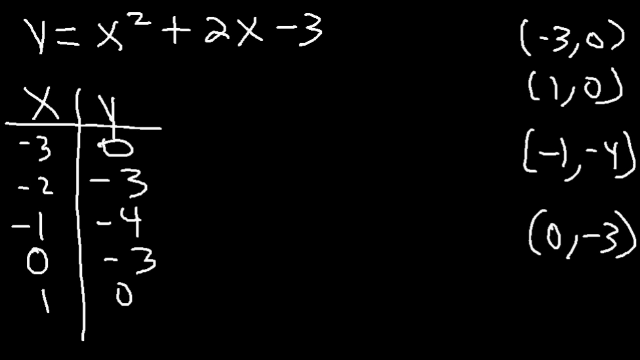 y = x² + 2x - 3
x | y
-3 | 0
-2 | -3
-1 | -4
0 | -3
1 | 0
(-3, 0)
(1, 0)
(-1, -4)
(0, -3)